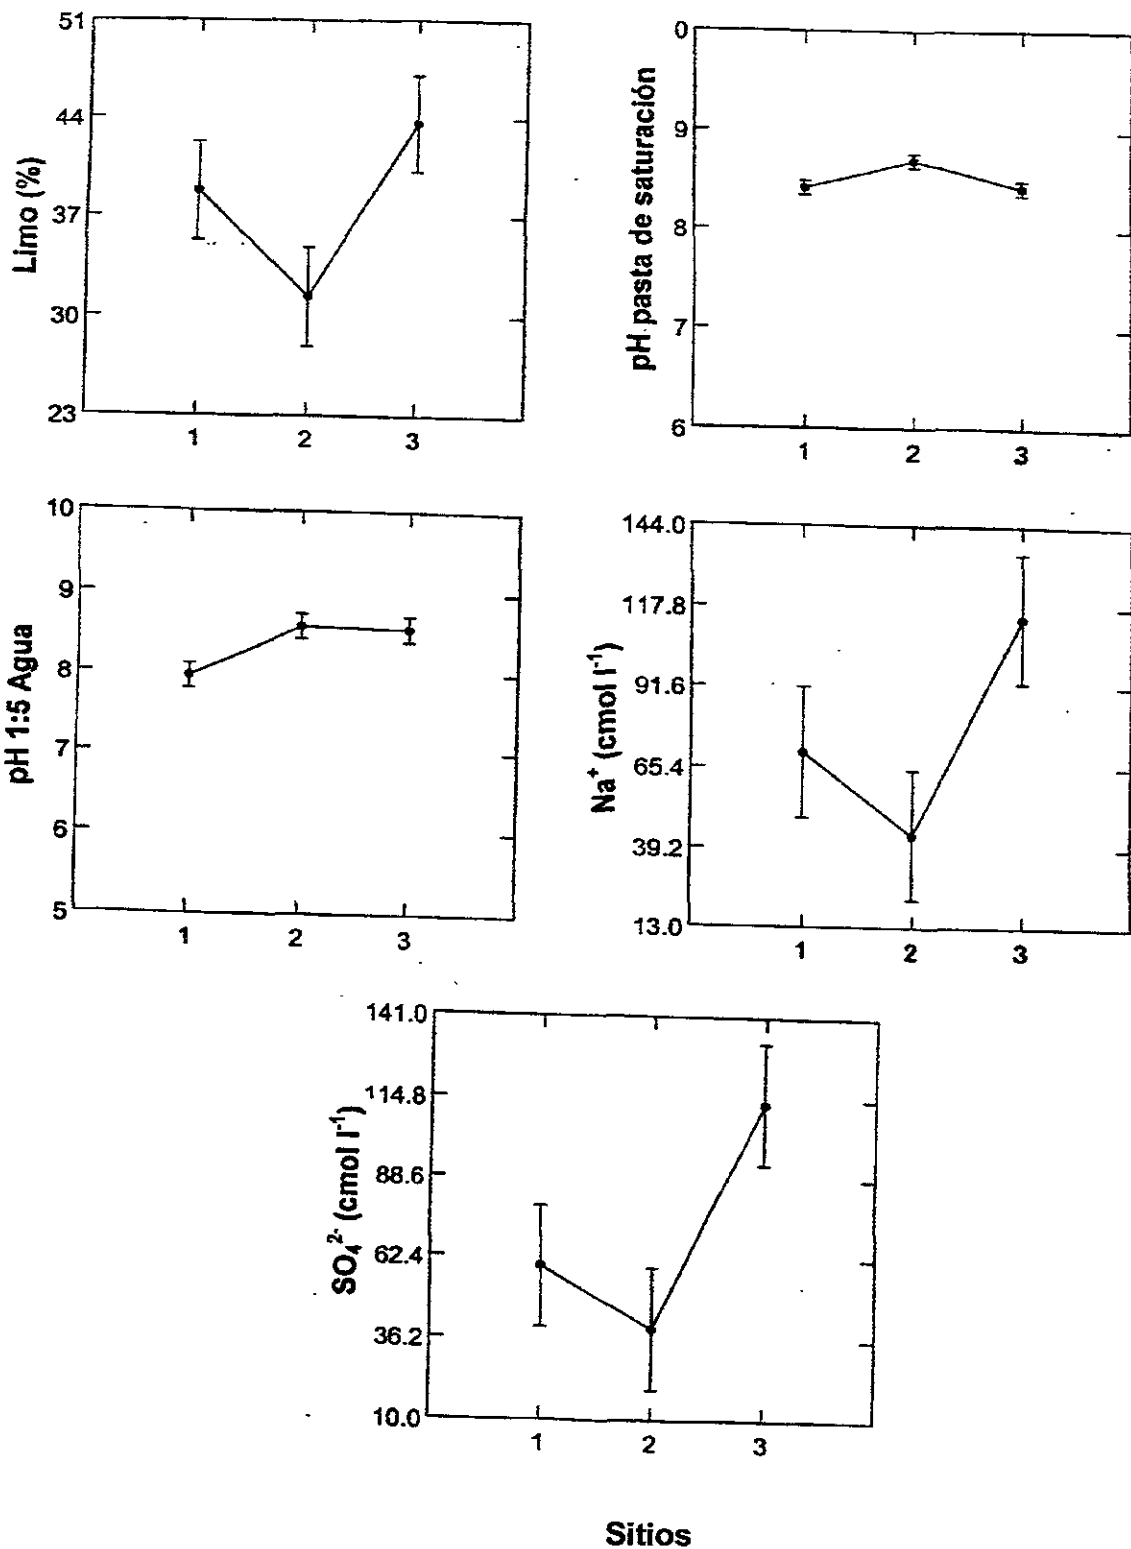 Limo (%)
51
44
37
30
23
1 2 3
pH pasta de saturación
0
9
8
7
6
1 2 3
pH 1:5 Agua
10
9
8
7
6
5
1 2 3
Na⁺ (cmol l⁻¹)
144.0
117.8
91.6
65.4
39.2
13.0
1 2 3
SO₄²⁻ (cmol l⁻¹)
141.0
114.8
88.6
62.4
36.2
10.0
1 2 3
Sitios